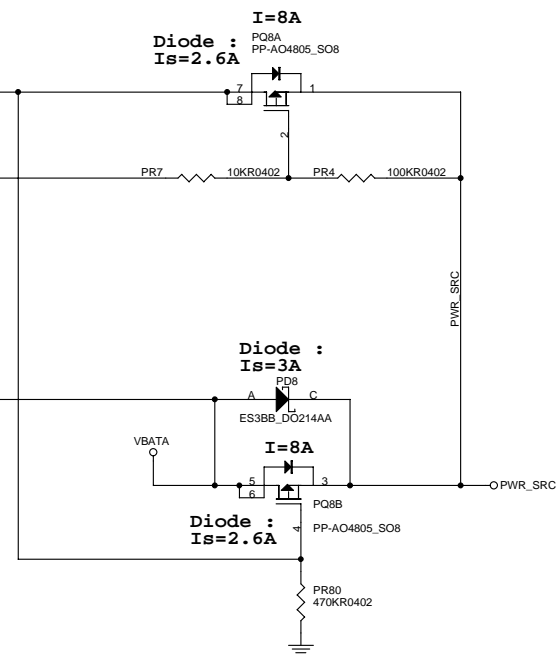 I=8A
Diode :
Is=2.6A
PQ8A
PP-AO4805_SO8
7
8
1
2
PR7
10KR0402
PR4
100KR0402
PWR_SRC
Diode :
Is=3A
PD8
A
C
ES3BB_DO214AA
VBATA
I=8A
5
6
3
PWR_SRC
PQ8B
Diode :
Is=2.6A
4
PP-AO4805_SO8
PR80
470KR0402